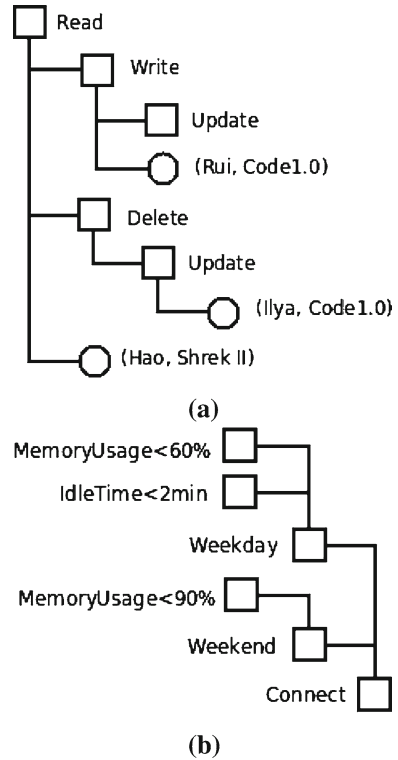 Read
Write
Update
(Rui, Code1.0)
Delete
Update
(Ilya, Code1.0)
(Hao, Shrek II)
(a)
MemoryUsage<60%
IdleTime<2min
Weekday
MemoryUsage<90%
Weekend
Connect
(b)